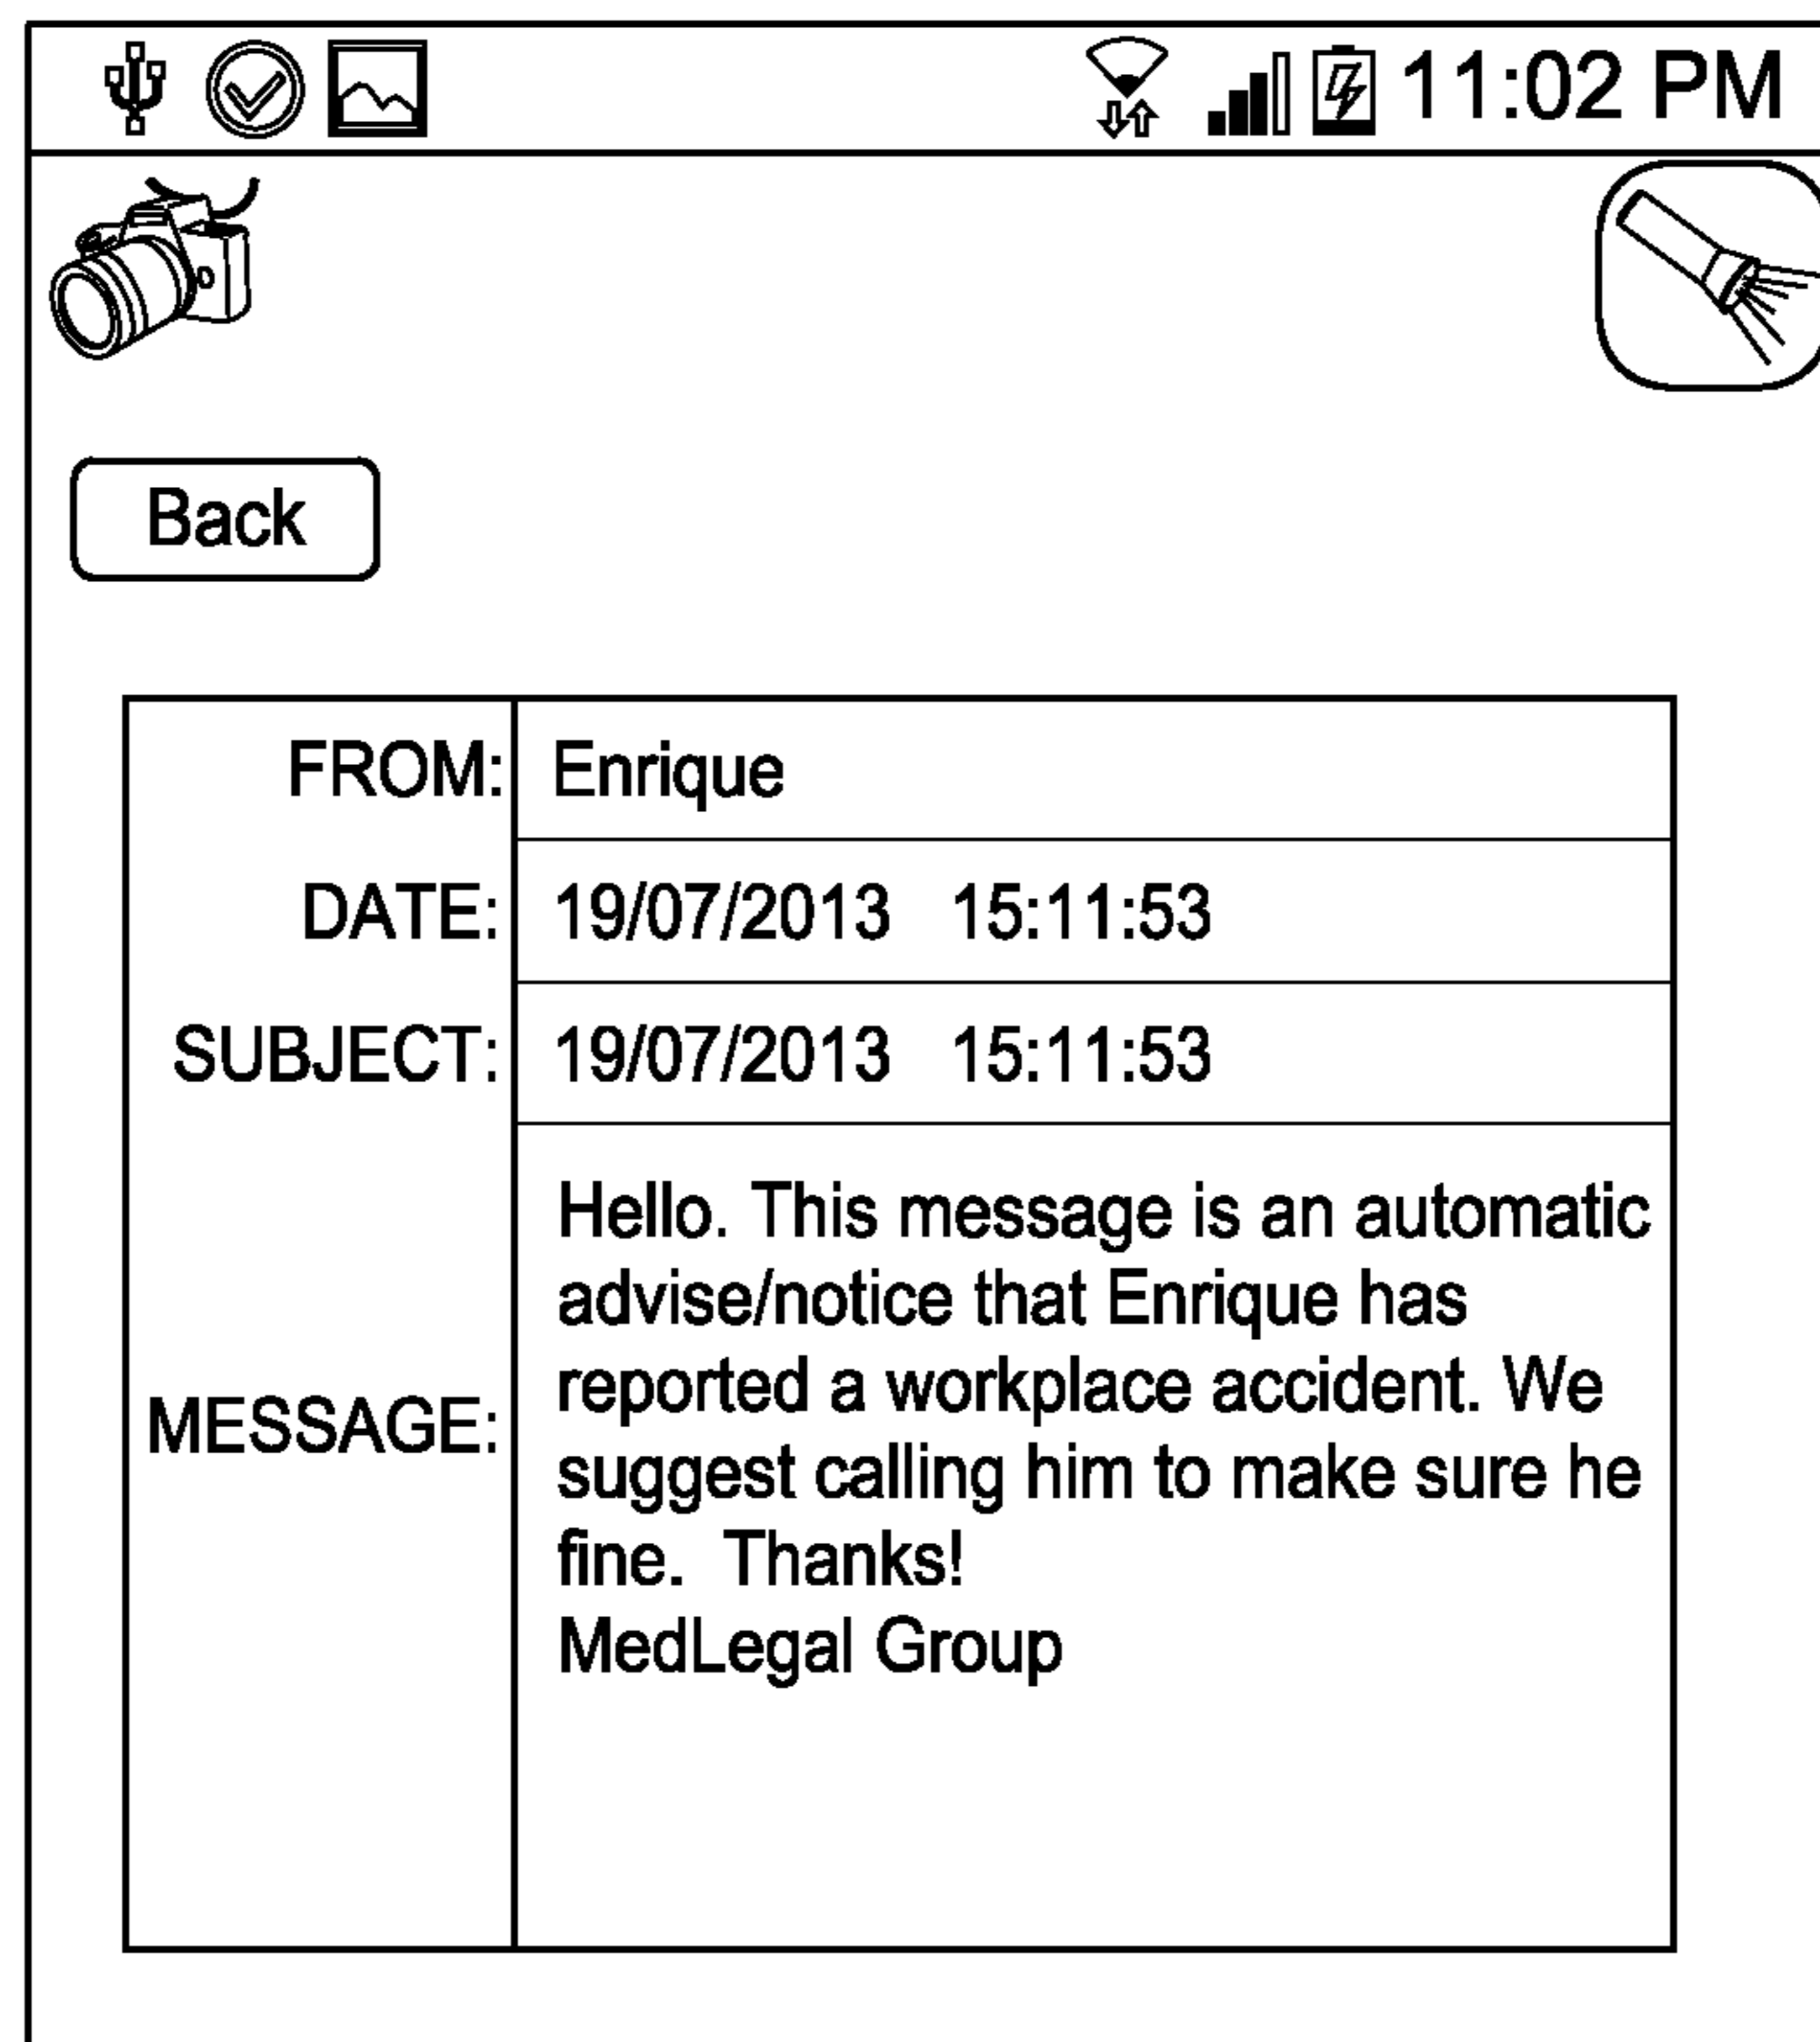 11:02 PM
Back
FROM: Enrique
DATE: 19/07/2013 15:11:53
SUBJECT: 19/07/2013 15:11:53
MESSAGE: Hello. This message is an automatic
advise/notice that Enrique has
reported a workplace accident. We
suggest calling him to make sure he
fine. Thanks!
MedLegal Group